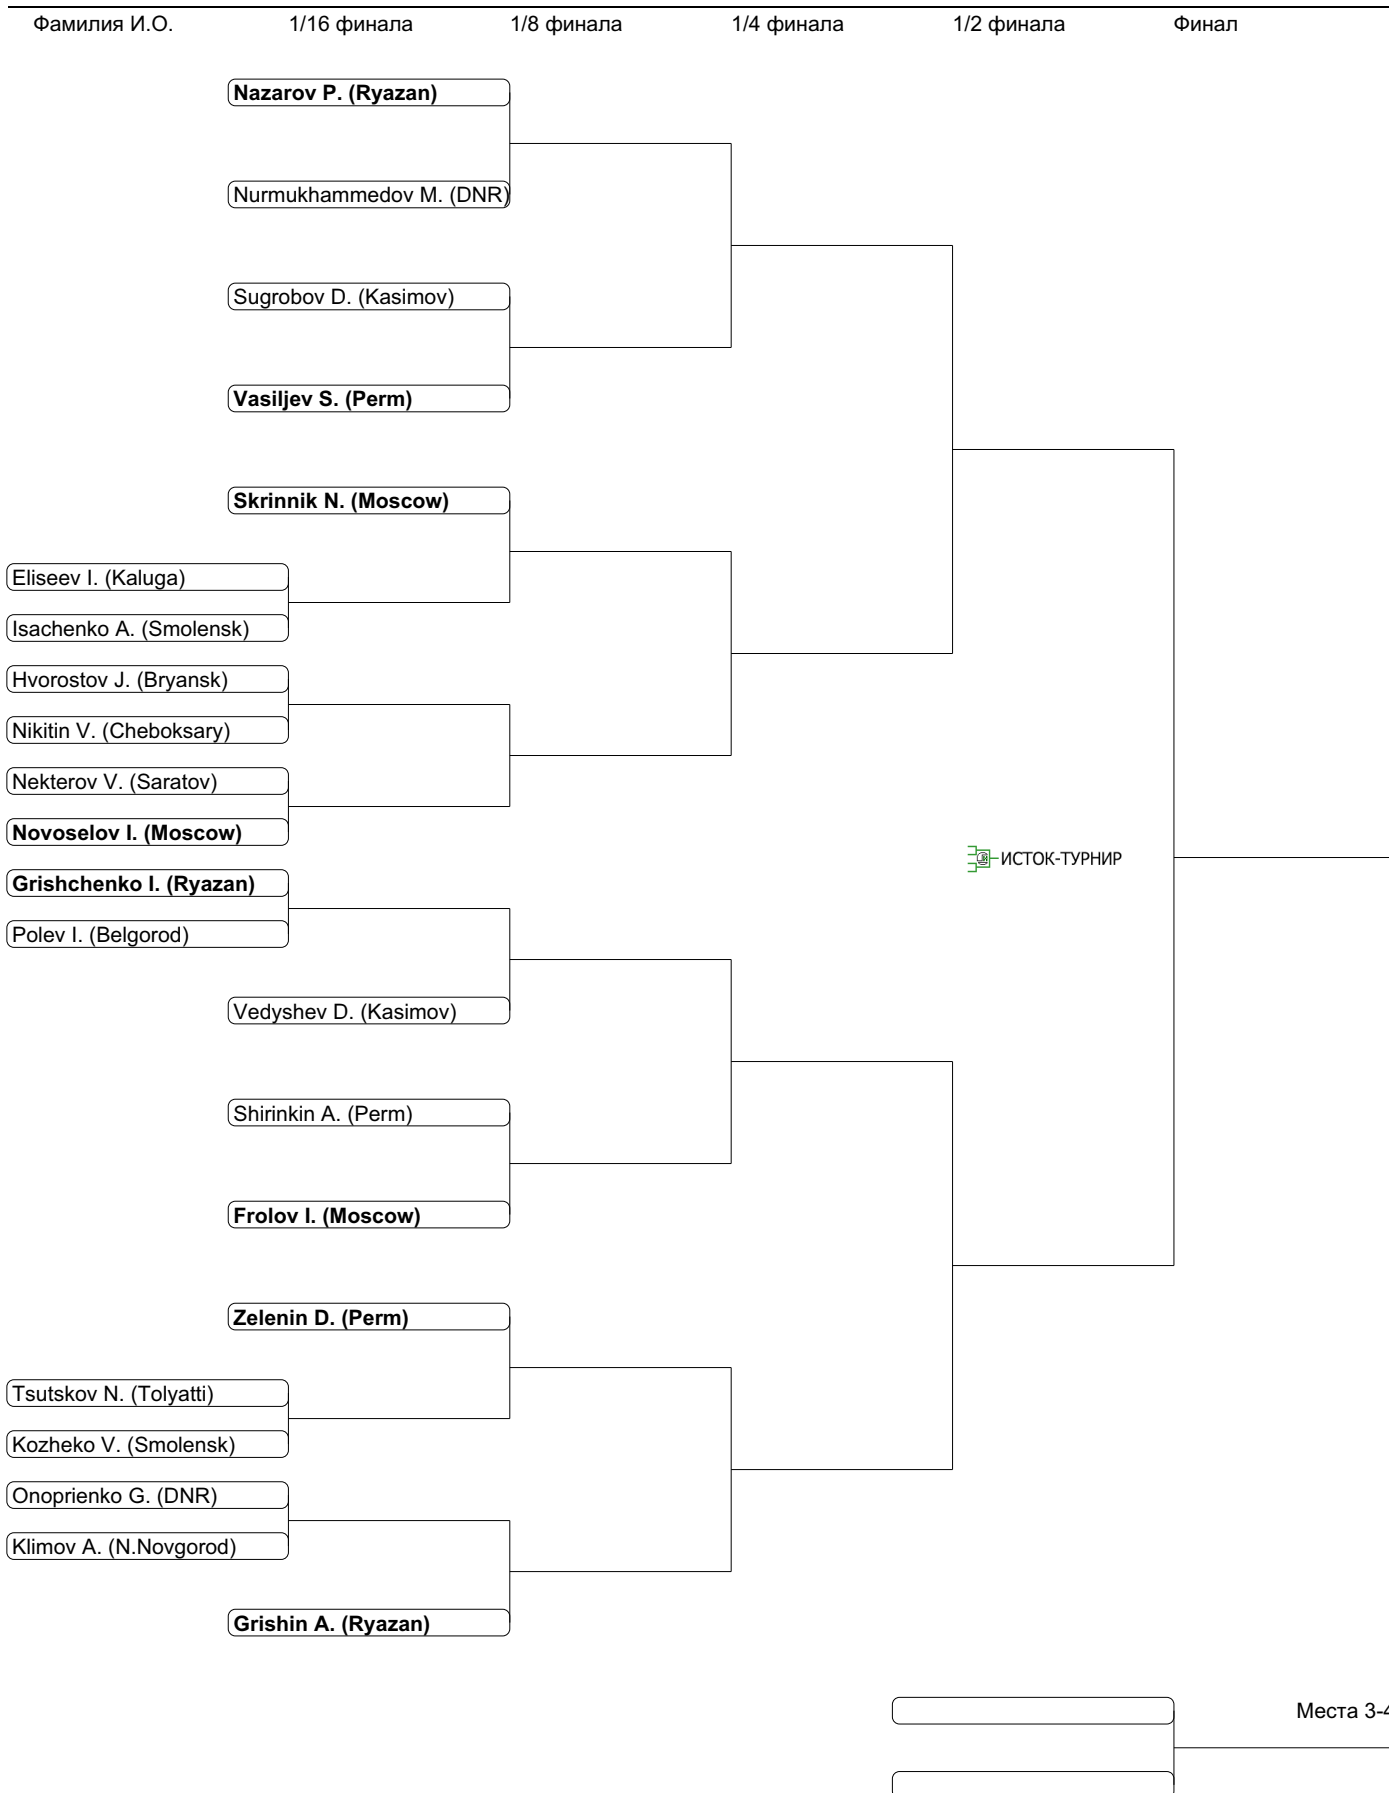 Фамилия И.О. 1/16 финала 1/8 финала 1/4 финала 1/2 финала Финал
Nazarov P. (Ryazan)
Nurmukhammedov M. (DNR)
Sugrobov D. (Kasimov)
Vasiljev S. (Perm)
Skrinnik N. (Moscow)
Eliseev I. (Kaluga)
Isachenko A. (Smolensk)
Hvorostov J. (Bryansk)
Nikitin V. (Cheboksary)
Nekterov V. (Saratov)
Novoselov I. (Moscow)
ИСТОК-ТУРНИР
Grishchenko I. (Ryazan)
Polev I. (Belgorod)
Vedyshev D. (Kasimov)
Shirinkin A. (Perm)
Frolov I. (Moscow)
Zelenin D. (Perm)
Tsutskov N. (Tolyatti)
Kozheko V. (Smolensk)
Onoprienko G. (DNR)
Klimov A. (N.Novgorod)
Grishin A. (Ryazan)
Места 3-4